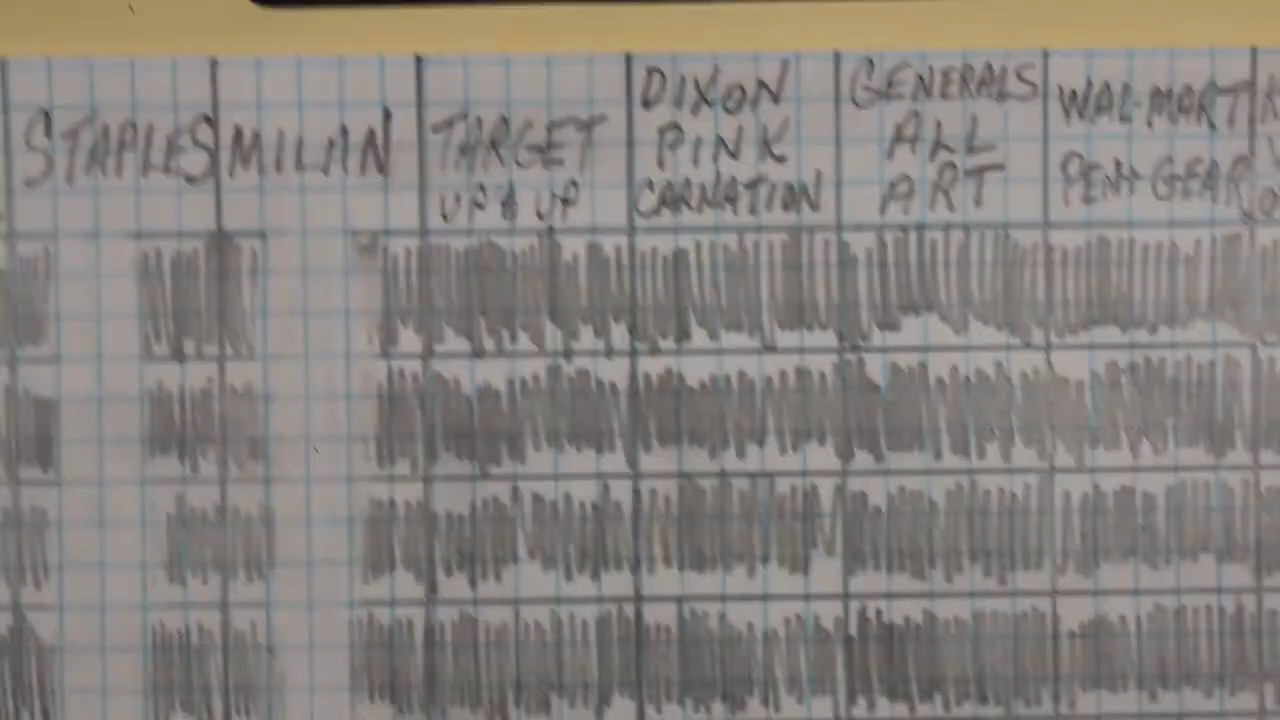 STAPLES
MILAN
TARGET
UP & UP
DIXON
PINK
CARNATION
GENERALS
ALL
ART
WAL-MART
PEN+GEAR